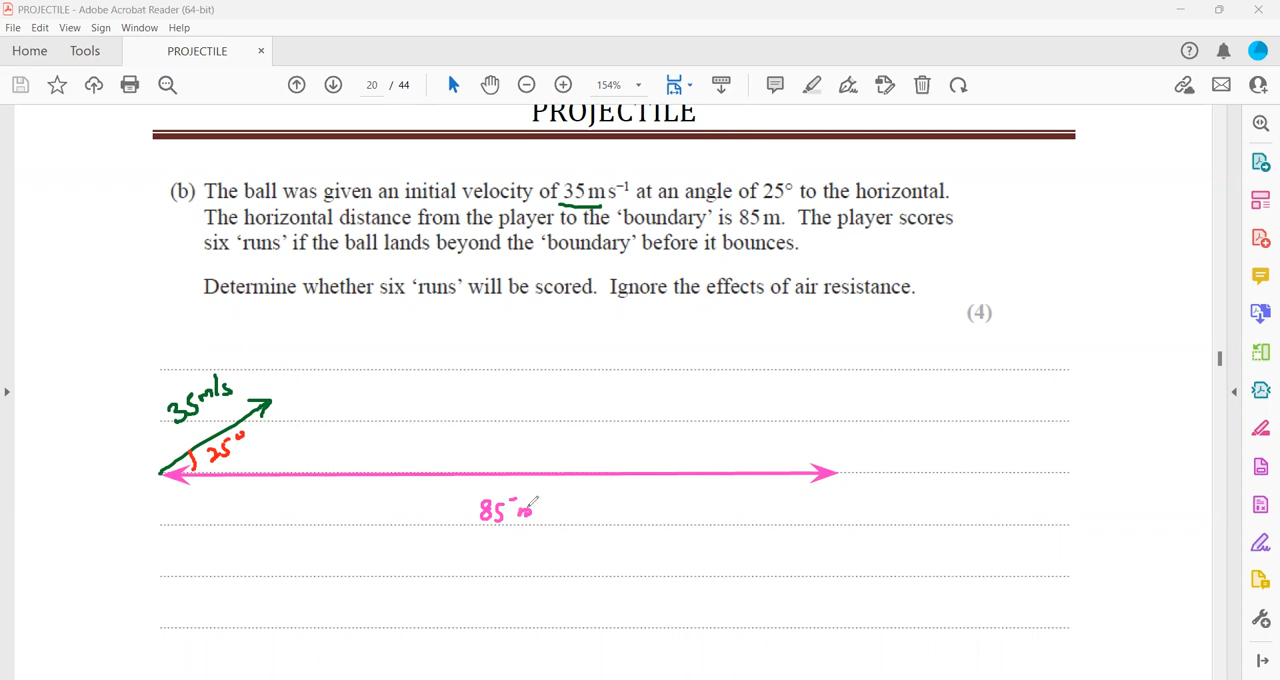 PROJECTILE - Adobe Acrobat Reader (64-bit)
File Edit View Sign Window Help
Home Tools PROJECTILE ×
20 / 44 154%
PROJECTILE
(b) The ball was given an initial velocity of 35 m s⁻¹ at an angle of 25° to the horizontal.
The horizontal distance from the player to the ‘boundary’ is 85 m. The player scores
six ‘runs’ if the ball lands beyond the ‘boundary’ before it bounces.
Determine whether six ‘runs’ will be scored. Ignore the effects of air resistance.
(4)
35 m/s
25°
85 m